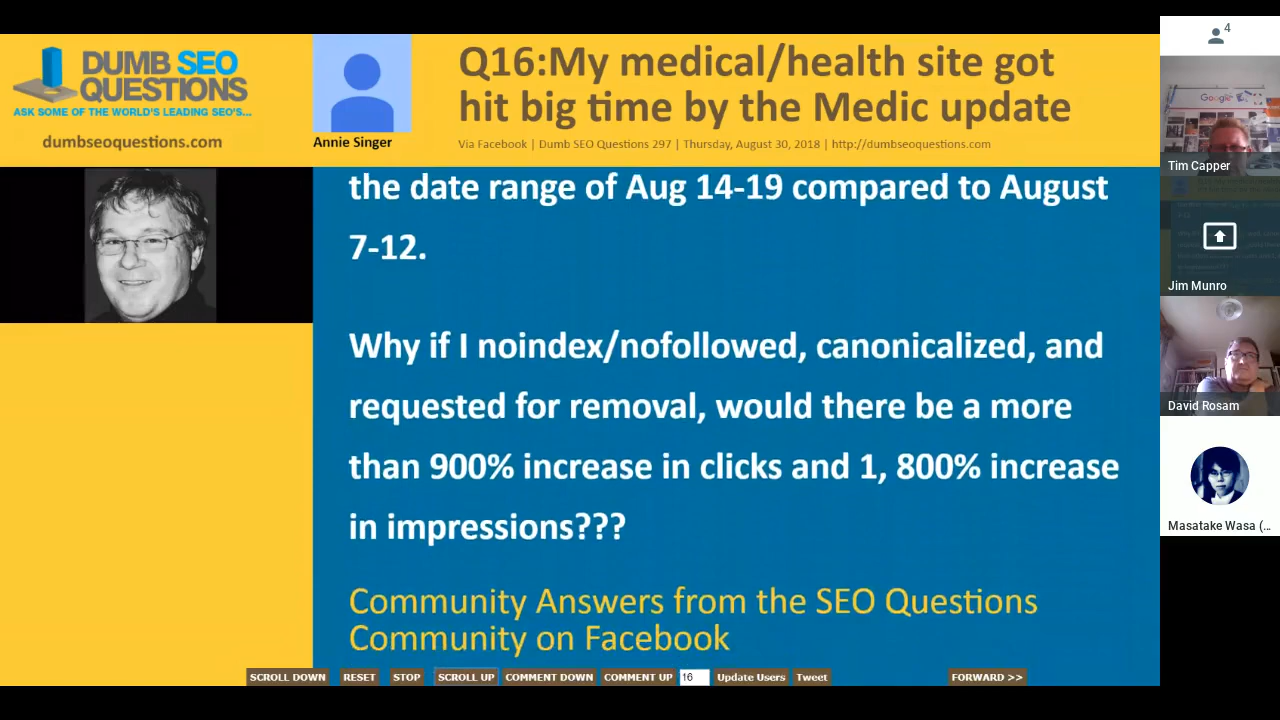 DUMB SEO
QUESTIONS
ASK SOME OF THE WORLD'S LEADING SEO'S...
dumbseoquestions.com
Annie Singer
Q16:My medical/health site got
hit big time by the Medic update
Via Facebook | Dumb SEO Questions 297 | Thursday, August 30, 2018 | http://dumbseoquestions.com
the date range of Aug 14-19 compared to August
7-12.
Why if I noindex/nofollowed, canonicalized, and
requested for removal, would there be a more
than 900% increase in clicks and 1, 800% increase
in impressions???
Community Answers from the SEO Questions
Community on Facebook
SCROLL DOWN RESET STOP SCROLL UP COMMENT DOWN COMMENT UP 16 Update Users Tweet FORWARD >>
4
Google
Tim Capper
Jim Munro
David Rosam
Masatake Wasa (...